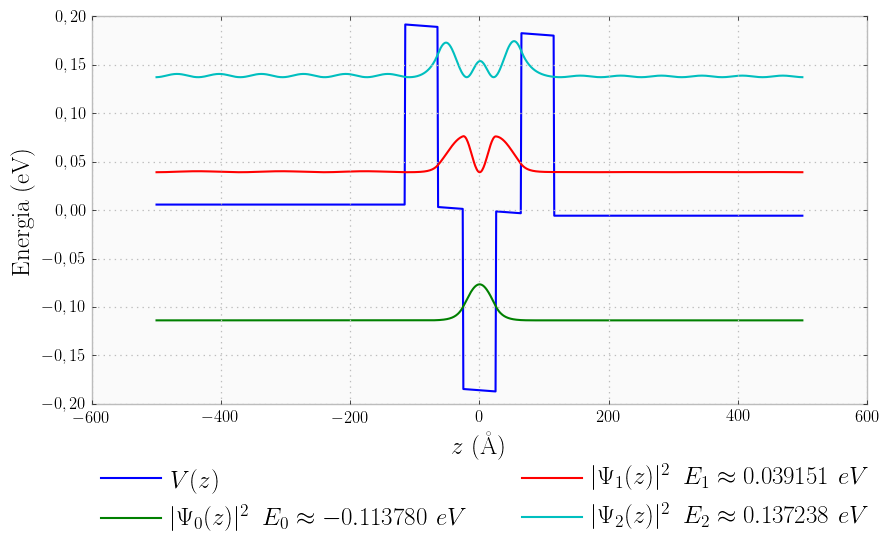 0,20
0,15
0,10
0,05
0,00
−0,05
−0,10
−0,15
−0,20
Energia (eV)
−600 −400 −200 0 200 400 600
z (Å)
V(z)
|Ψ₀(z)|² E₀ ≈ −0.113780 eV
|Ψ₁(z)|² E₁ ≈ 0.039151 eV
|Ψ₂(z)|² E₂ ≈ 0.137238 eV